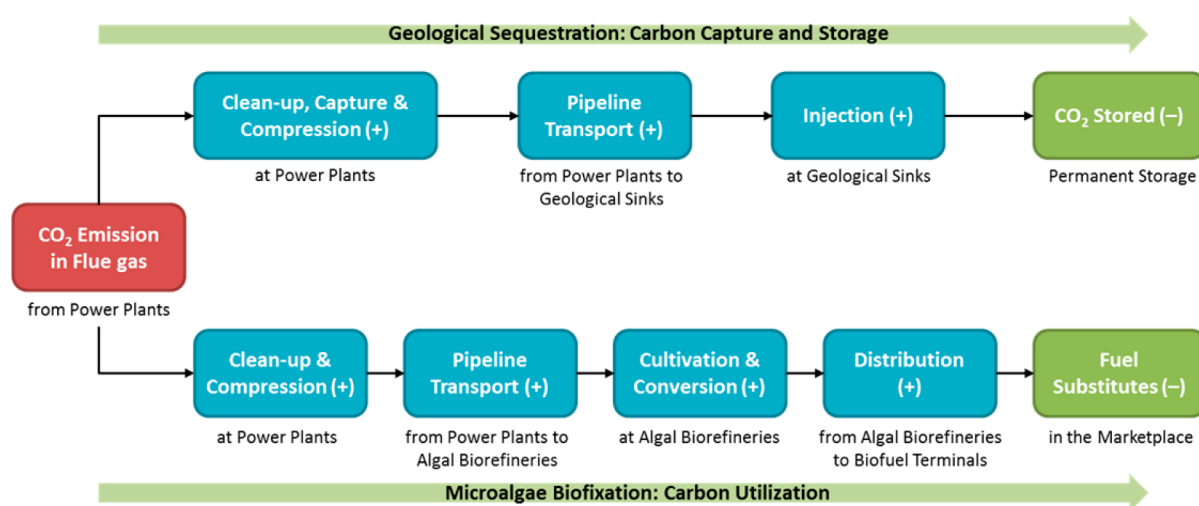 Geological Sequestration: Carbon Capture and Storage
Clean-up, Capture &
Compression (+)
at Power Plants
Pipeline
Transport (+)
from Power Plants to
Geological Sinks
Injection (+)
at Geological Sinks
CO₂ Stored (–)
Permanent Storage
CO₂ Emission
in Flue gas
from Power Plants
Clean-up &
Compression (+)
at Power Plants
Pipeline
Transport (+)
from Power Plants to
Algal Biorefineries
Cultivation &
Conversion (+)
at Algal Biorefineries
Distribution
(+)
from Algal Biorefineries
to Biofuel Terminals
Fuel
Substitutes (–)
in the Marketplace
Microalgae Biofixation: Carbon Utilization